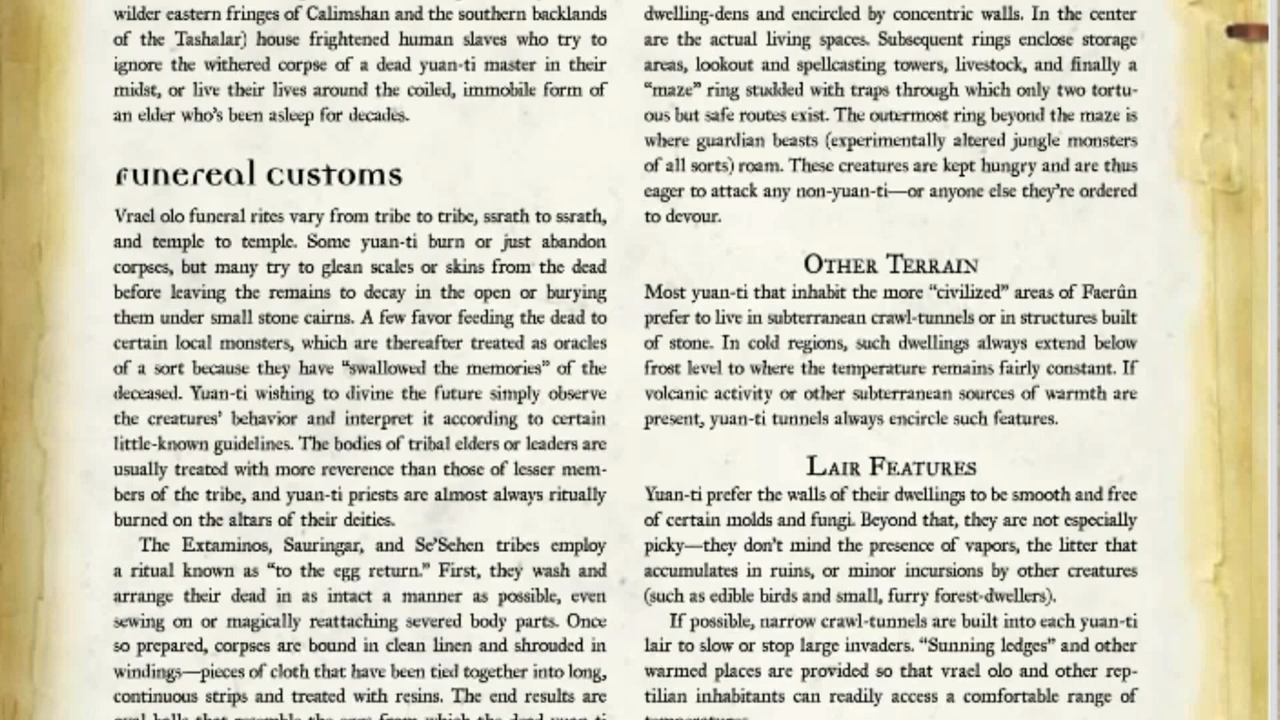 wilder eastern fringes of Calimshan and the southern backlands
of the Tashalar) house frightened human slaves who try to
ignore the withered corpse of a dead yuan-ti master in their
midst, or live their lives around the coiled, immobile form of
an elder who's been asleep for decades.
funereal customs
Vrael olo funeral rites vary from tribe to tribe, ssrath to ssrath,
and temple to temple. Some yuan-ti burn or just abandon
corpses, but many try to glean scales or skins from the dead
before leaving the remains to decay in the open or burying
them under small stone cairns. A few favor feeding the dead to
certain local monsters, which are thereafter treated as oracles
of a sort because they have “swallowed the memories” of the
deceased. Yuan-ti wishing to divine the future simply observe
the creatures’ behavior and interpret it according to certain
little-known guidelines. The bodies of tribal elders or leaders are
usually treated with more reverence than those of lesser mem-
bers of the tribe, and yuan-ti priests are almost always ritually
burned on the altars of their deities.
The Extaminos, Sauringar, and Se’Sehen tribes employ
a ritual known as “to the egg return.” First, they wash and
arrange their dead in as intact a manner as possible, even
sewing on or magically reattaching severed body parts. Once
so prepared, corpses are bound in clean linen and shrouded in
windings—pieces of cloth that have been tied together into long,
continuous strips and treated with resins. The end results are
oval balls that resemble the eggs from which the dead yuan-ti
dwelling-dens and encircled by concentric walls. In the center
are the actual living spaces. Subsequent rings enclose storage
areas, lookout and spellcasting towers, livestock, and finally a
“maze” ring studded with traps through which only two tortu-
ous but safe routes exist. The outermost ring beyond the maze is
where guardian beasts (experimentally altered jungle monsters
of all sorts) roam. These creatures are kept hungry and are thus
eager to attack any non-yuan-ti—or anyone else they’re ordered
to devour.
Other Terrain
Most yuan-ti that inhabit the more “civilized” areas of Faerûn
prefer to live in subterranean crawl-tunnels or in structures built
of stone. In cold regions, such dwellings always extend below
frost level to where the temperature remains fairly constant. If
volcanic activity or other subterranean sources of warmth are
present, yuan-ti tunnels always encircle such features.
Lair Features
Yuan-ti prefer the walls of their dwellings to be smooth and free
of certain molds and fungi. Beyond that, they are not especially
picky—they don’t mind the presence of vapors, the litter that
accumulates in ruins, or minor incursions by other creatures
(such as edible birds and small, furry forest-dwellers).
If possible, narrow crawl-tunnels are built into each yuan-ti
lair to slow or stop large invaders. “Sunning ledges” and other
warmed places are provided so that vrael olo and other rep-
tilian inhabitants can readily access a comfortable range of